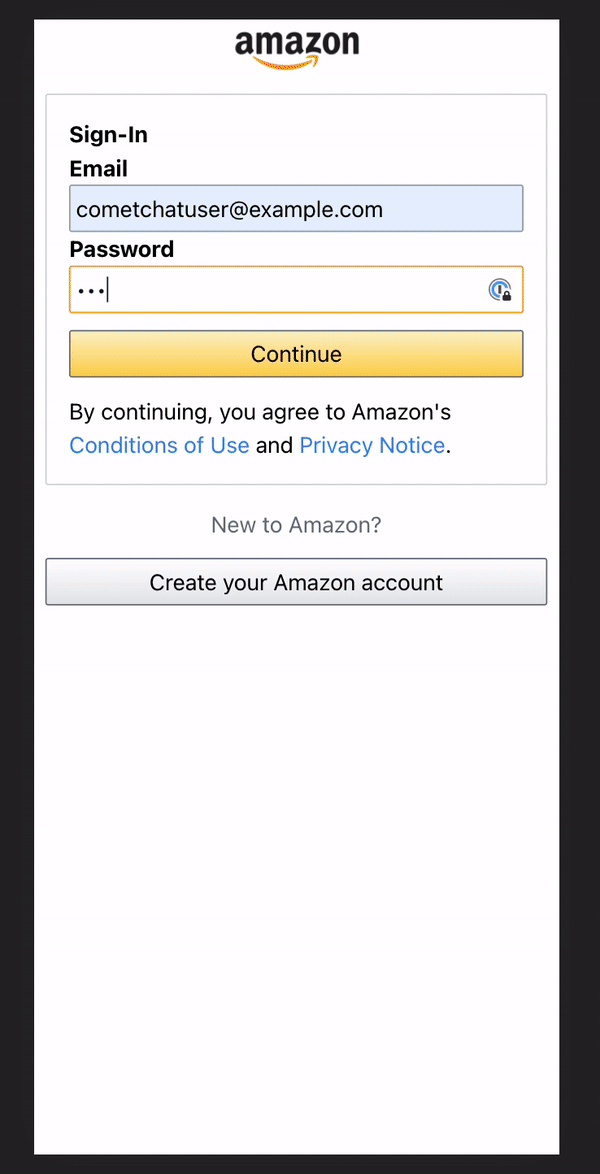 amazon
Sign-In
Email
cometchatuser@example.com
Password
•••
Continue
By continuing, you agree to Amazon's
Conditions of Use and Privacy Notice.
New to Amazon?
Create your Amazon account